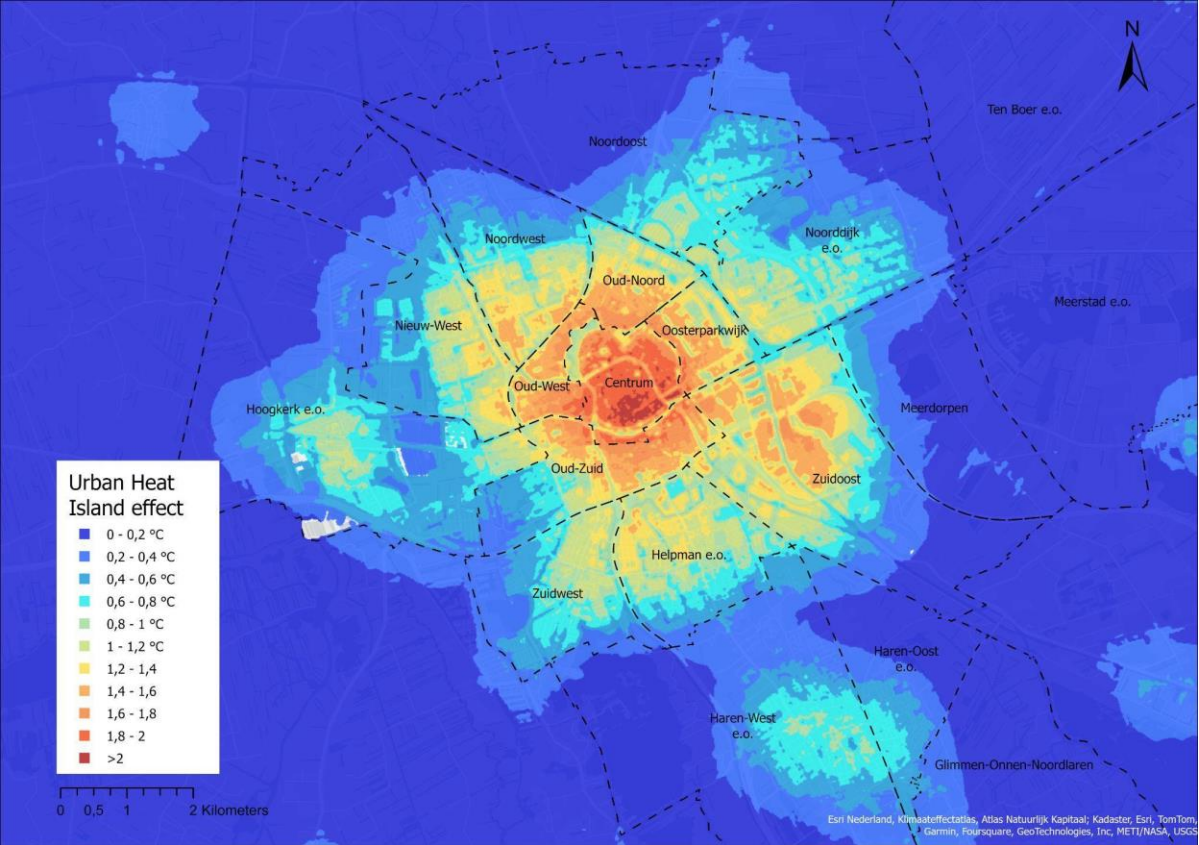 N
Ten Boer e.o.
Noordoost
Noorddijk
e.o.
Noordwest
Oud-Noord
Meerstad e.o.
Nieuw-West
Oosterparkwijk
Oud-West
Centrum
Hoogkerk e.o.
Meerdorpen
Oud-Zuid
Zuidoost
Helpman e.o.
Zuidwest
Haren-Oost
e.o.
Haren-West
e.o.
Glimmen-Onnen-Noordlaren
Urban Heat
Island effect
0 - 0,2 °C
0,2 - 0,4 °C
0,4 - 0,6 °C
0,6 - 0,8 °C
0,8 - 1 °C
1 - 1,2 °C
1,2 - 1,4
1,4 - 1,6
1,6 - 1,8
1,8 - 2
>2
0 0,5 1 2 Kilometers
Esri Nederland, Klimaateffectatlas, Atlas Natuurlijk Kapitaal; Kadaster, Esri, TomTom,
Garmin, Foursquare, GeoTechnologies, Inc, METI/NASA, USGS